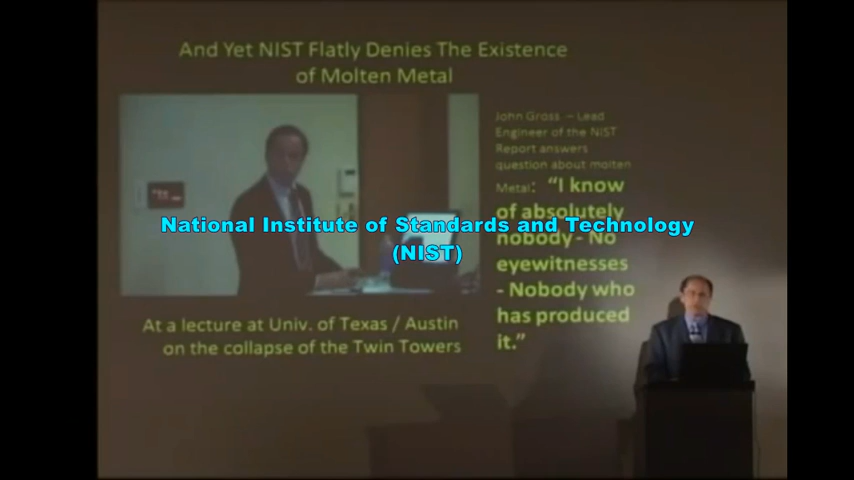 And Yet NIST Flatly Denies The Existence
of Molten Metal
John Gross – Lead
Engineer of the NIST
Report answers
question about molten
Metal: “I know
of absolutely
nobody - No
eyewitnesses
- Nobody who
has produced
it.”
National Institute of Standards and Technology
(NIST)
At a lecture at Univ. of Texas / Austin
on the collapse of the Twin Towers